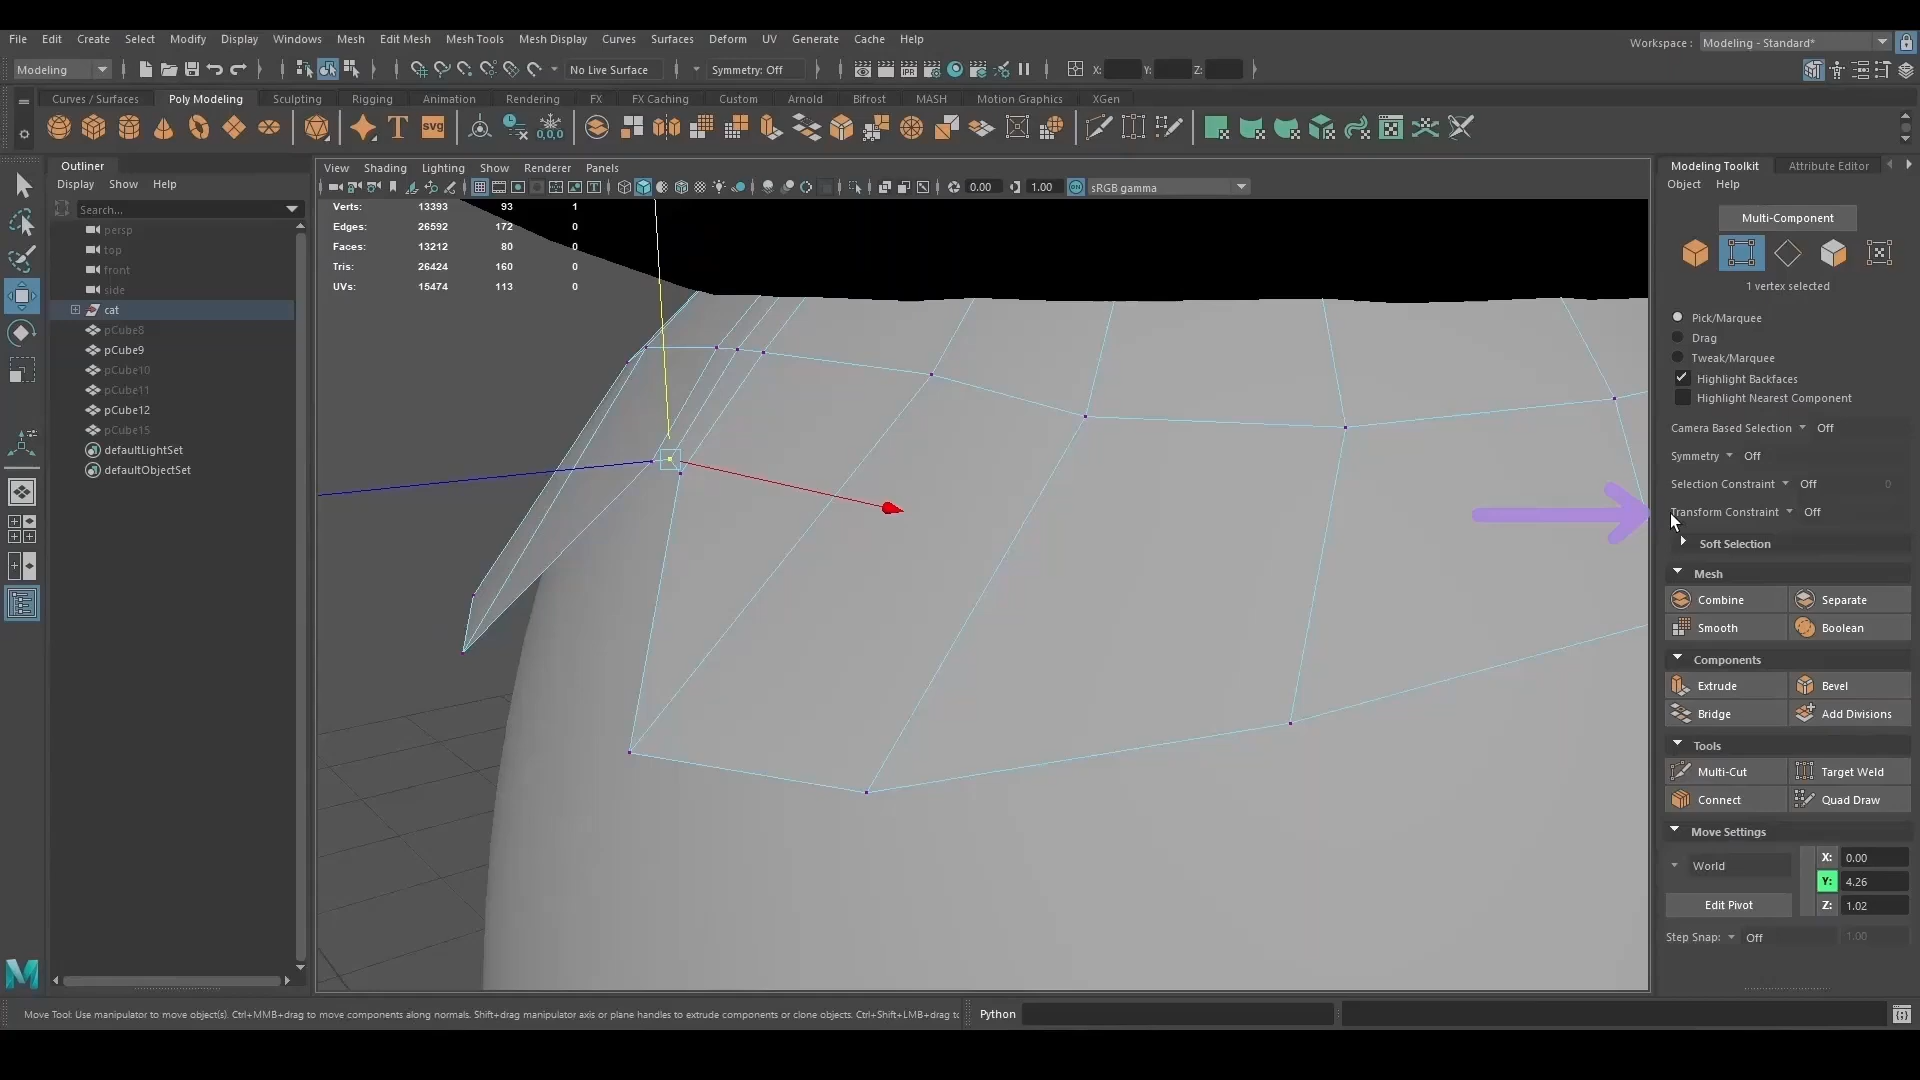 File Edit Create Select Modify Display Windows Mesh Edit Mesh Mesh Tools Mesh Display Curves Surfaces Deform UV Generate Cache Help
Workspace : Modeling - Standard*
Modeling No Live Surface Symmetry: Off X: Y: Z:
Curves / Surfaces Poly Modeling Sculpting Rigging Animation Rendering FX FX Caching Custom Arnold Bifrost MASH Motion Graphics XGen
Outliner
Display Show Help
Search...
persp
top
front
side
cat
pCube8
pCube9
pCube10
pCube11
pCube12
pCube15
defaultLightSet
defaultObjectSet
View Shading Lighting Show Renderer Panels
0.00 1.00 sRGB gamma
Verts: 13393 93 1
Edges: 26592 172 0
Faces: 13212 80 0
Tris: 26424 160 0
UVs: 15474 113 0
Modeling Toolkit Attribute Editor
Object Help
Multi-Component
1 vertex selected
Pick/Marquee
Drag
Tweak/Marquee
Highlight Backfaces
Highlight Nearest Component
Camera Based Selection Off
Symmetry Off
Selection Constraint Off 0
Transform Constraint Off
Soft Selection
Mesh
Combine Separate
Smooth Boolean
Components
Extrude Bevel
Bridge Add Divisions
Tools
Multi-Cut Target Weld
Connect Quad Draw
Move Settings
World
X: 0.00
Y: 4.26
Edit Pivot
Z: 1.02
Step Snap: Off 1.00
Move Tool: Use manipulator to move object(s). Ctrl+MMB+drag to move components along normals. Shift+drag manipulator axis or plane handles to extrude components or clone objects. Ctrl+Shift+LMB+drag to
Python